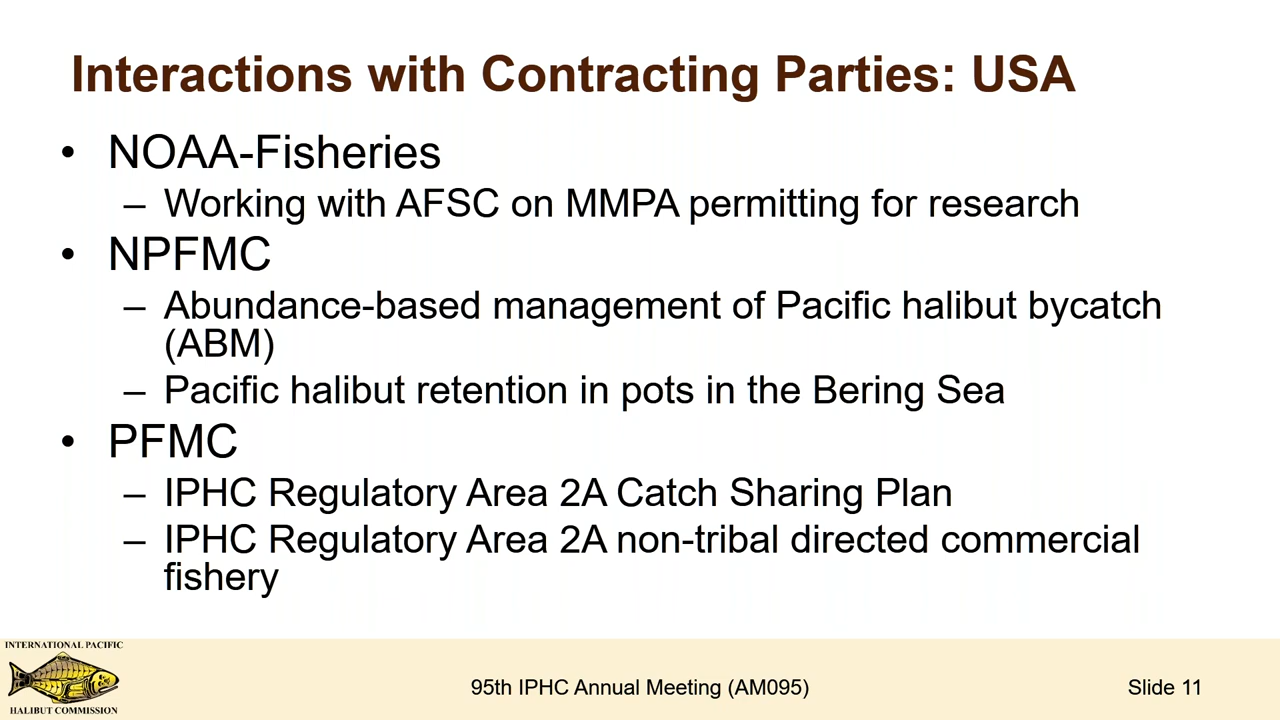 Interactions with Contracting Parties: USA
• NOAA-Fisheries
– Working with AFSC on MMPA permitting for research
• NPFMC
– Abundance-based management of Pacific halibut bycatch
(ABM)
– Pacific halibut retention in pots in the Bering Sea
• PFMC
– IPHC Regulatory Area 2A Catch Sharing Plan
– IPHC Regulatory Area 2A non-tribal directed commercial
fishery
INTERNATIONAL PACIFIC
HALIBUT COMMISSION
95th IPHC Annual Meeting (AM095)
Slide 11